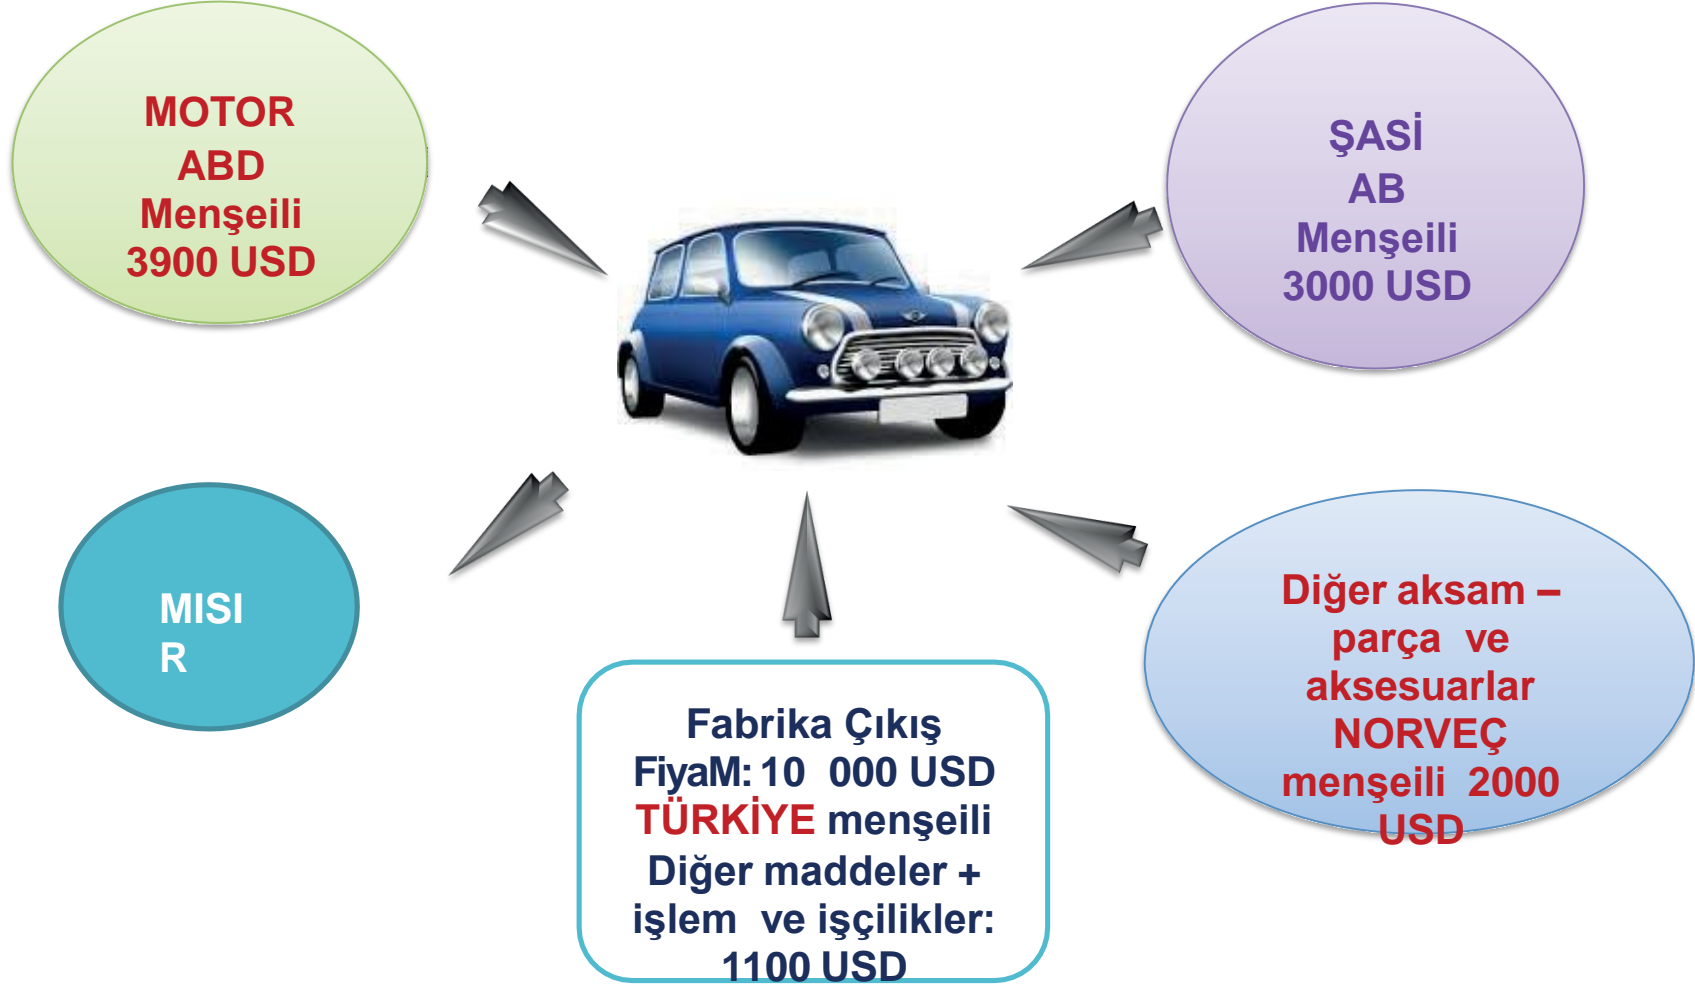 MOTOR
ABD
Menşeili
3900 USD
ŞASİ
AB
Menşeili
3000 USD
MISI
R
Fabrika Çıkış
FiyaM: 10 000 USD
TÜRKİYE menşeili
Diğer maddeler +
işlem ve işçilikler:
1100 USD
Diğer aksam –
parça ve
aksesuarlar
NORVEÇ
menşeili 2000
USD